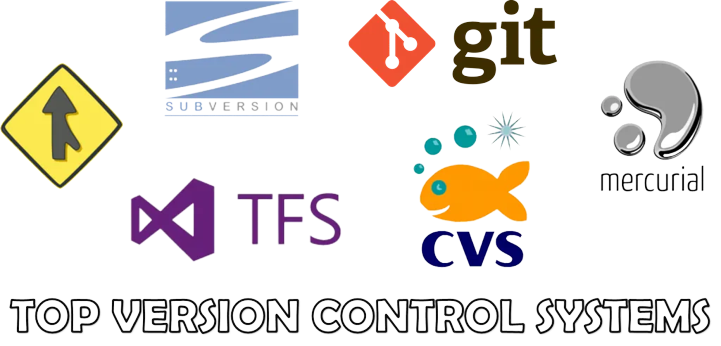 SUBVERSION
git
mercurial
TFS
CVS
TOP VERSION CONTROL SYSTEMS